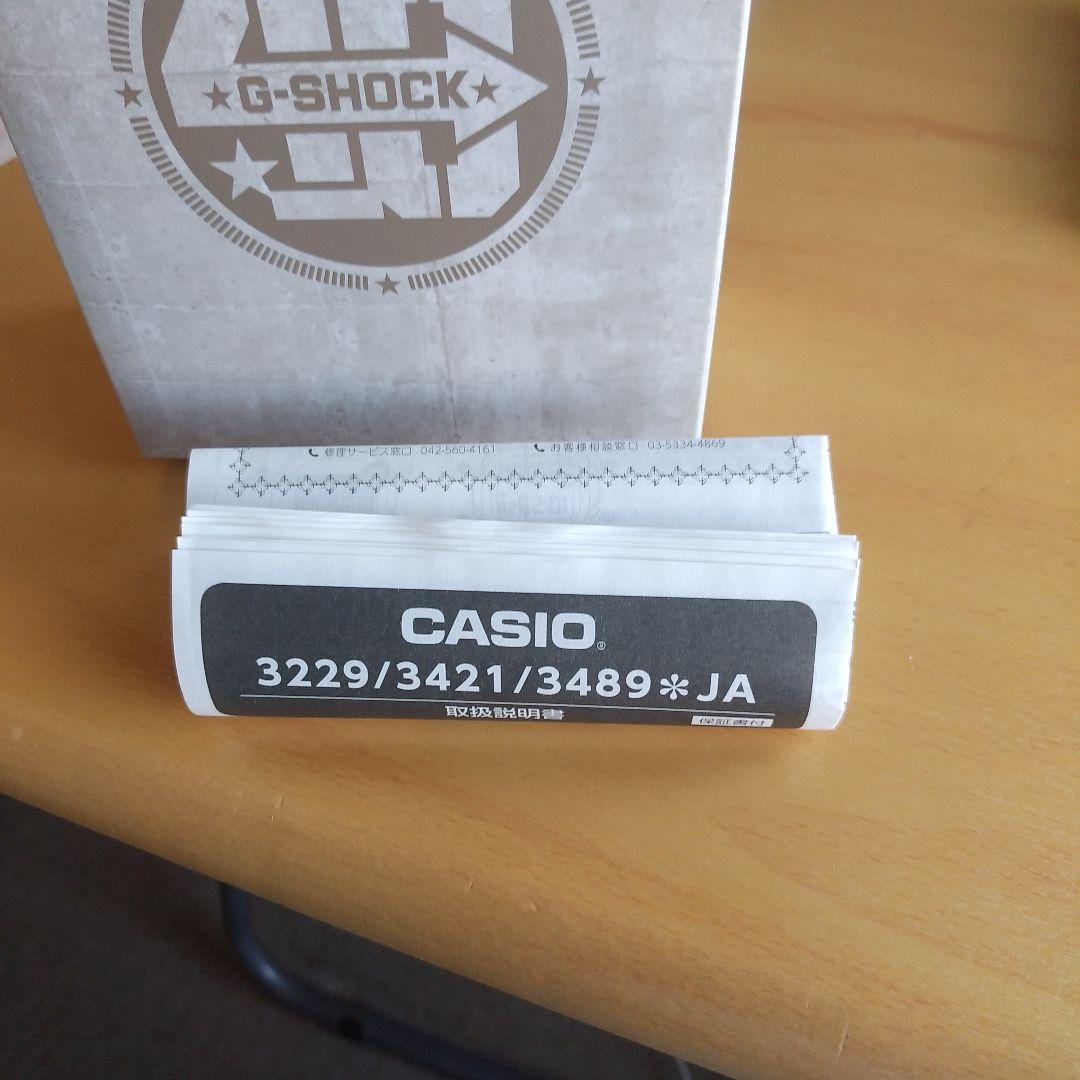 G-SHOCK
修理サービス窓口 042-560-4161 お客様相談窓口 03-5334-4869
CASIO®
3229/3421/3489✽JA
取扱説明書
保証書付